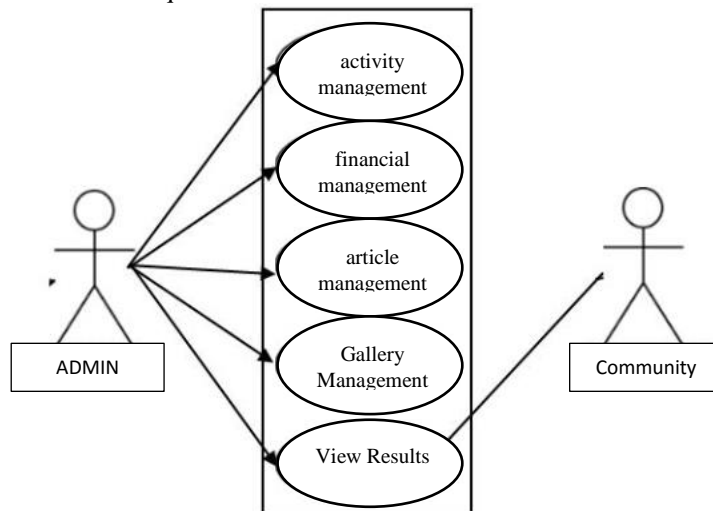 activity
management
financial
management
article
management
Gallery
Management
View Results
ADMIN
Community